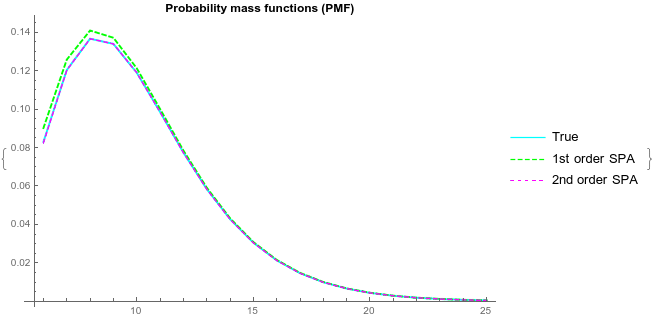 Probability mass functions (PMF)
0.14
0.12
0.10
0.08
0.06
0.04
0.02
10 15 20 25
{
True
1st order SPA
2nd order SPA
}